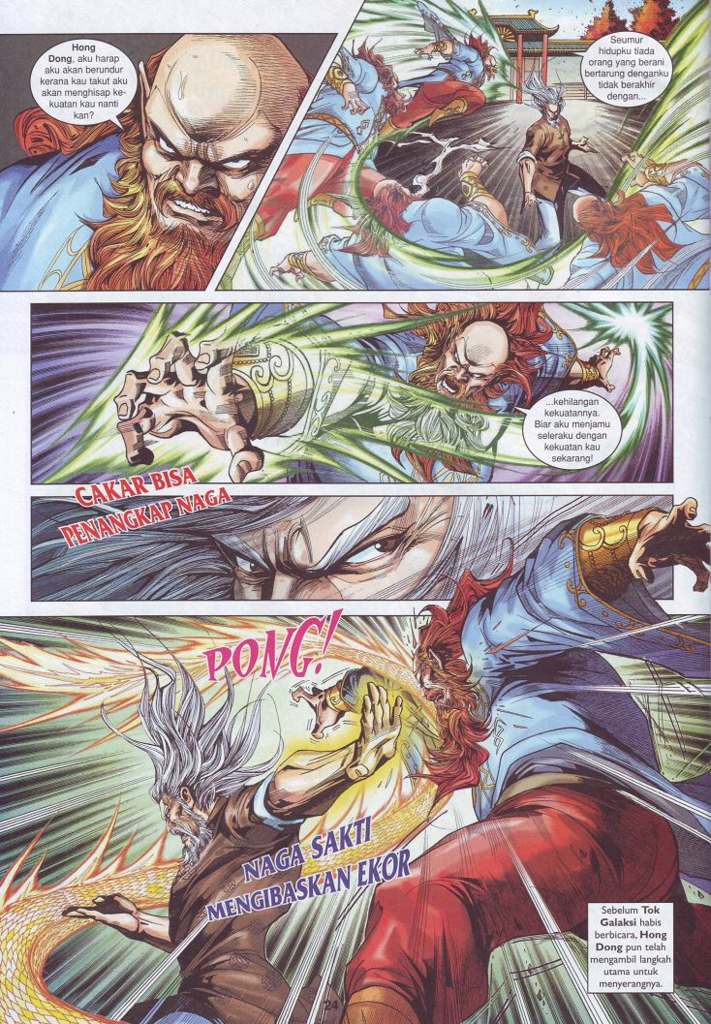 Hong
Dong, aku harap
aku akan berundur
kerana kau takut aku
akan menghisap ke-
kuatan kau nanti
kan?
Seumur
hidupku tiada
orang yang berani
bertarung denganku
tidak berakhir
dengan...
...kehilangan
kekuatannya.
Biar aku menjamu
seleraku dengan
kekuatan kau
sekarang!
CAKAR BISA
PENANGKAP NAGA
PONG!
NAGA SAKTI
MENGIBASKAN EKOR
Sebelum Tok
Galaksi habis
berbicara, Hong
Dong pun telah
mengambil langkah
utama untuk
menyerangnya.
24